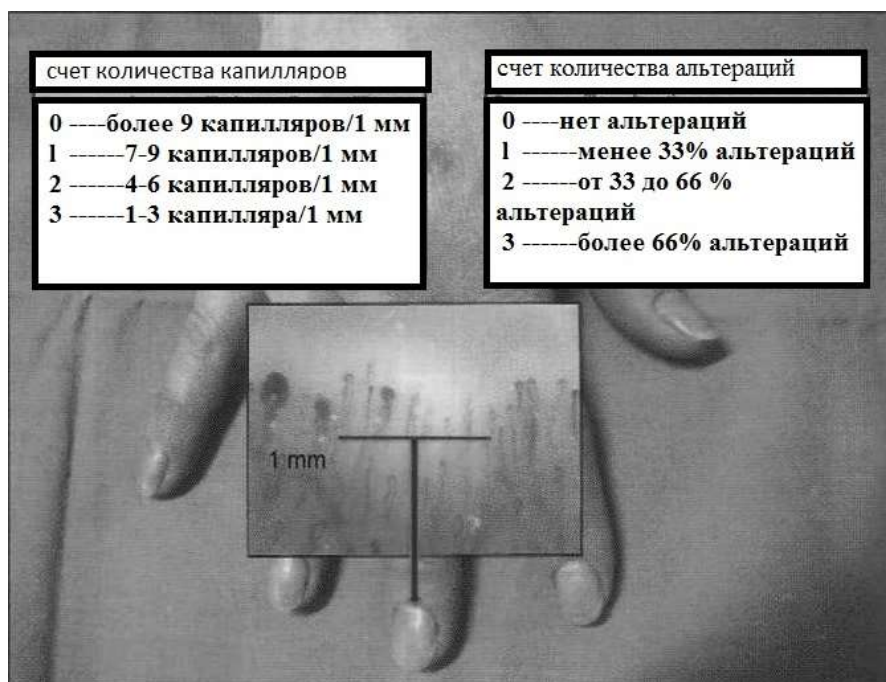 счет количества капилляров
0 ----более 9 капилляров/1 мм
l ------7-9 капилляров/1 мм
2 ------4-6 капилляров/1 мм
3 ------1-3 капилляра/1 мм
счет количества альтераций
0 ----нет альтераций
l ------менее 33% альтераций
2 ------от 33 до 66 %
альтераций
3 ------более 66% альтераций
1 mm